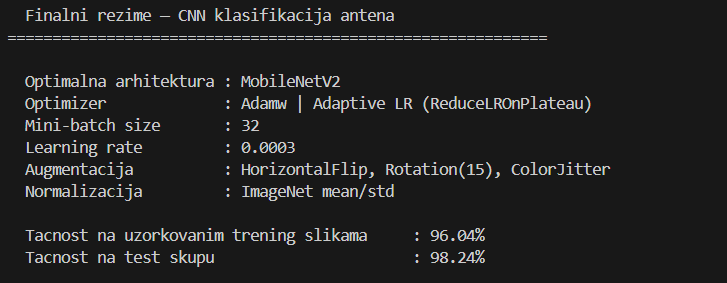 Finalni rezime — CNN klasifikacija antena
============================================================
Optimalna arhitektura : MobileNetV2
Optimizer : Adamw | Adaptive LR (ReduceLROnPlateau)
Mini-batch size : 32
Learning rate : 0.0003
Augmentacija : HorizontalFlip, Rotation(15), ColorJitter
Normalizacija : ImageNet mean/std
Tacnost na uzorkovanim trening slikama : 96.04%
Tacnost na test skupu : 98.24%